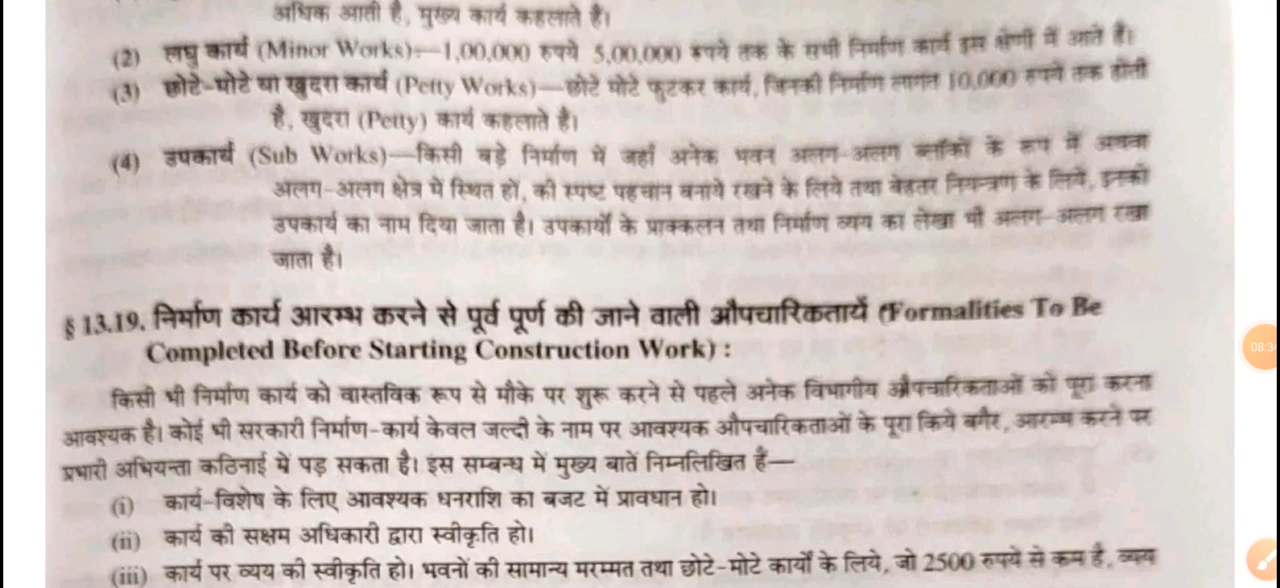 अधिक आती है, मुख्य कार्य कहलाते हैं।
(2) लघु कार्य (Minor Works)—1,00,000 रुपये 5,00,000 रुपये तक के सभी निर्माण कार्य इस श्रेणी में आते हैं।
(3) छोटे-मोटे या खुदरा कार्य (Petty Works)—छोटे मोटे फुटकर कार्य, जिनकी निर्माण लागत 10,000 रुपये तक होती
है, खुदरा (Petty) कार्य कहलाते हैं।
(4) उपकार्य (Sub Works)—किसी बड़े निर्माण में जहाँ अनेक भवन अलग-अलग ब्लॉकों के रूप में अथवा
अलग-अलग क्षेत्र में स्थित हों, की स्पष्ट पहचान बनाये रखने के लिये तथा बेहतर नियन्त्रण के लिये, इनको
उपकार्य का नाम दिया जाता है। उपकार्यों के प्राक्कलन तथा निर्माण व्यय का लेखा भी अलग-अलग रखा
जाता है।
§ 13.19. निर्माण कार्य आरम्भ करने से पूर्व पूर्ण की जाने वाली औपचारिकतायें (Formalities To Be
Completed Before Starting Construction Work) :
किसी भी निर्माण कार्य को वास्तविक रूप से मौके पर शुरू करने से पहले अनेक विभागीय औपचारिकताओं को पूरा करना
आवश्यक है। कोई भी सरकारी निर्माण-कार्य केवल जल्दी के नाम पर आवश्यक औपचारिकताओं के पूरा किये बगैर, आरम्भ करने पर
प्रभारी अभियन्ता कठिनाई में पड़ सकता है। इस सम्बन्ध में मुख्य बातें निम्नलिखित हैं—
(i) कार्य-विशेष के लिए आवश्यक धनराशि का बजट में प्रावधान हो।
(ii) कार्य की सक्षम अधिकारी द्वारा स्वीकृति हो।
(iii) कार्य पर व्यय की स्वीकृति हो। भवनों की सामान्य मरम्मत तथा छोटे-मोटे कार्यों के लिये, जो 2500 रुपये से कम है, व्यय